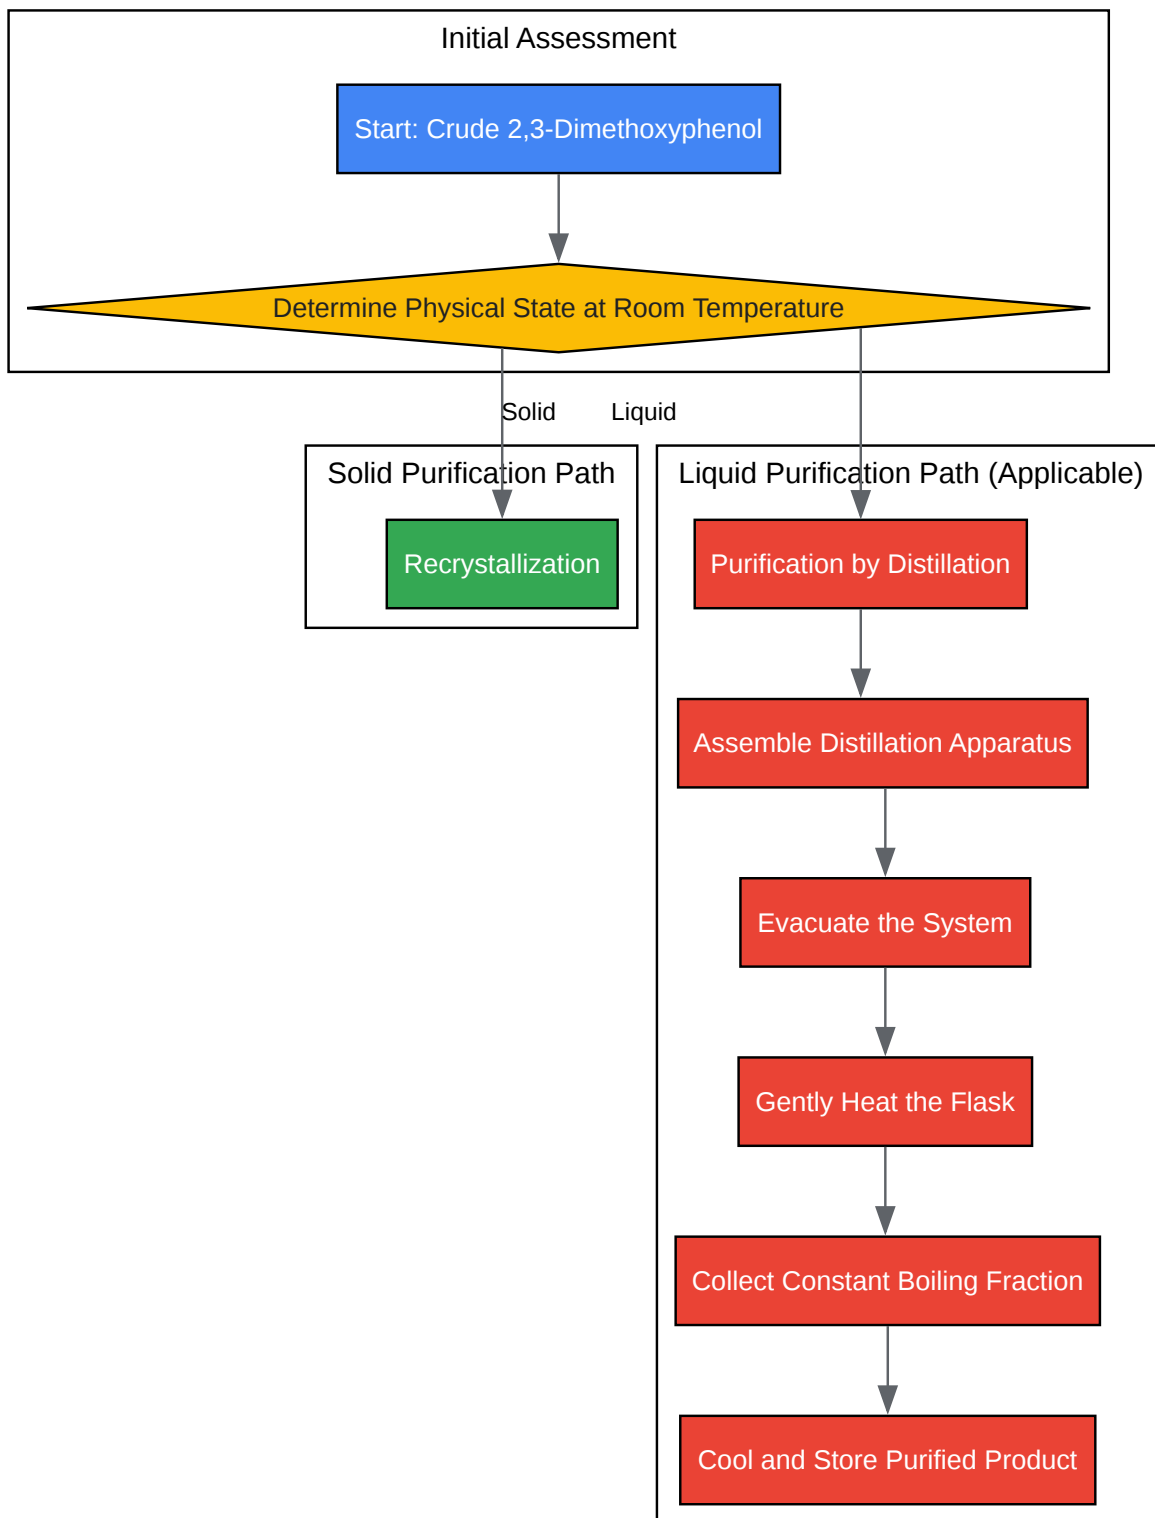 Initial Assessment
Start: Crude 2,3-Dimethoxyphenol
Determine Physical State at Room Temperature
Solid
Liquid
Solid Purification Path
Liquid Purification Path (Applicable)
Recrystallization
Purification by Distillation
Assemble Distillation Apparatus
Evacuate the System
Gently Heat the Flask
Collect Constant Boiling Fraction
Cool and Store Purified Product